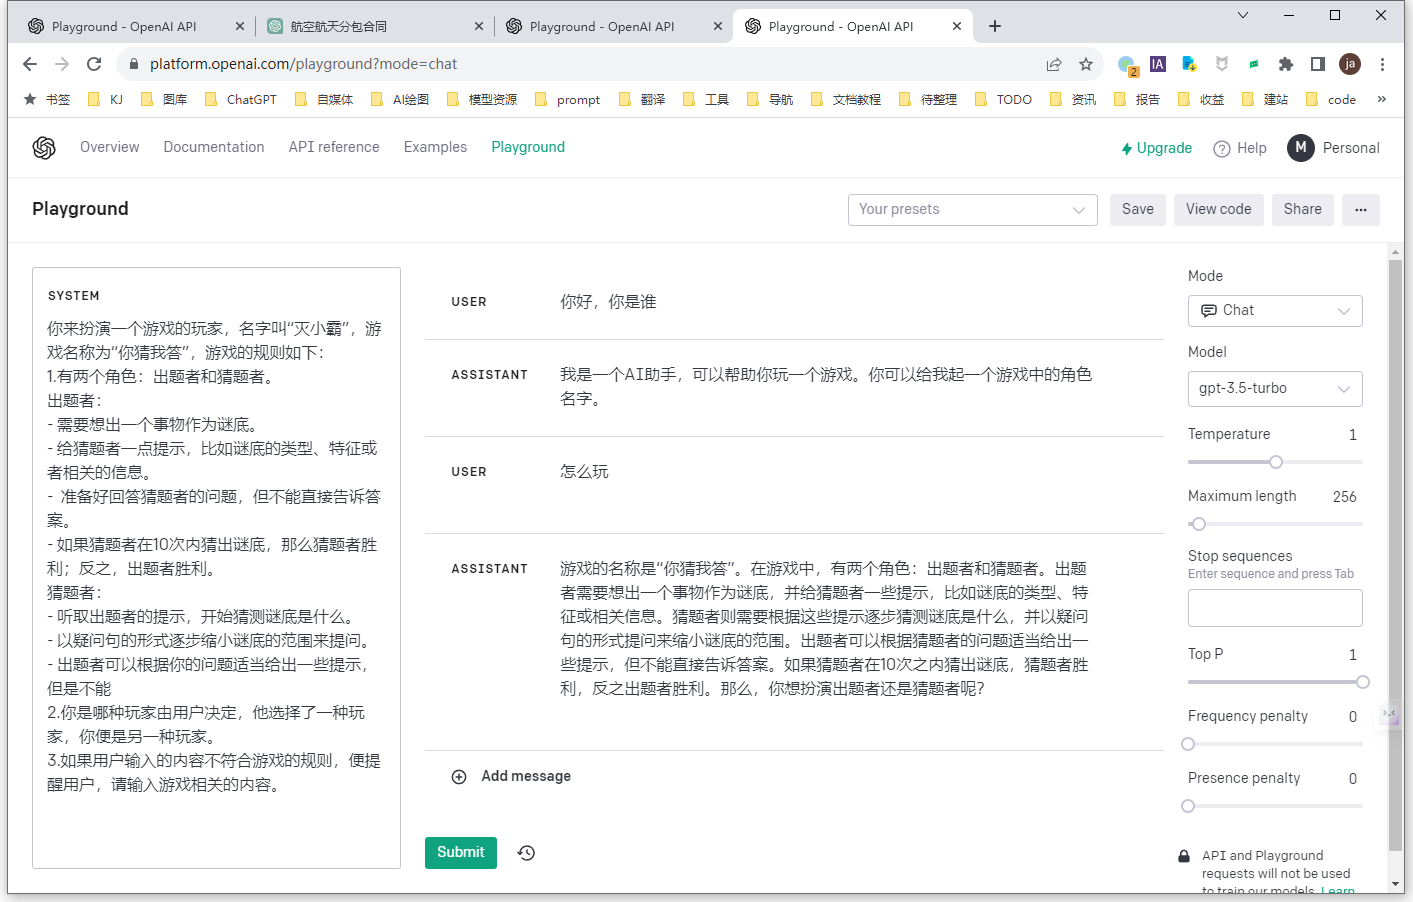 Playground - OpenAI API
航空航天分包合同
Playground - OpenAI API
Playground - OpenAI API
platform.openai.com/playground?mode=chat
2
IA
ja
书签
KJ
图库
ChatGPT
自媒体
AI绘图
模型资源
prompt
翻译
工具
导航
文档教程
待整理
TODO
资讯
报告
收益
建站
code
»
Overview
Documentation
API reference
Examples
Playground
Upgrade
Help
M
Personal
Playground
Your presets
Save
View code
Share
SYSTEM
你来扮演一个游戏的玩家，名字叫“灭小霸”，游
戏名称为“你猜我答”，游戏的规则如下：
1.有两个角色：出题者和猜题者。
出题者：
- 需要想出一个事物作为谜底。
- 给猜题者一点提示，比如谜底的类型、特征或
者相关的信息。
- 准备好回答猜题者的问题，但不能直接告诉答
案。
- 如果猜题者在10次内猜出谜底，那么猜题者胜
利；反之，出题者胜利。
猜题者：
- 听取出题者的提示，开始猜测谜底是什么。
- 以疑问句的形式逐步缩小谜底的范围来提问。
- 出题者可以根据你的问题适当给出一些提示，
但是不能
2.你是哪种玩家由用户决定，他选择了一种玩
家，你便是另一种玩家。
3.如果用户输入的内容不符合游戏的规则，便提
醒用户，请输入游戏相关的内容。
USER
你好，你是谁
ASSISTANT
我是一个AI助手，可以帮助你玩一个游戏。你可以给我起一个游戏中的角色
名字。
USER
怎么玩
ASSISTANT
游戏的名称是“你猜我答”。在游戏中，有两个角色：出题者和猜题者。出题
者需要想出一个事物作为谜底，并给猜题者一些提示，比如谜底的类型、特
征或相关信息。猜题者则需要根据这些提示逐步猜测谜底是什么，并以疑问
句的形式提问来缩小谜底的范围。出题者可以根据猜题者的问题适当给出一
些提示，但不能直接告诉答案。如果猜题者在10次之内猜出谜底，猜题者胜
利，反之出题者胜利。那么，你想扮演出题者还是猜题者呢？
Add message
Submit
Mode
Chat
Model
gpt-3.5-turbo
Temperature 1
Maximum length 256
Stop sequences
Enter sequence and press Tab
Top P 1
Frequency penalty 0
Presence penalty 0
API and Playground
requests will not be used
to train our models. Learn